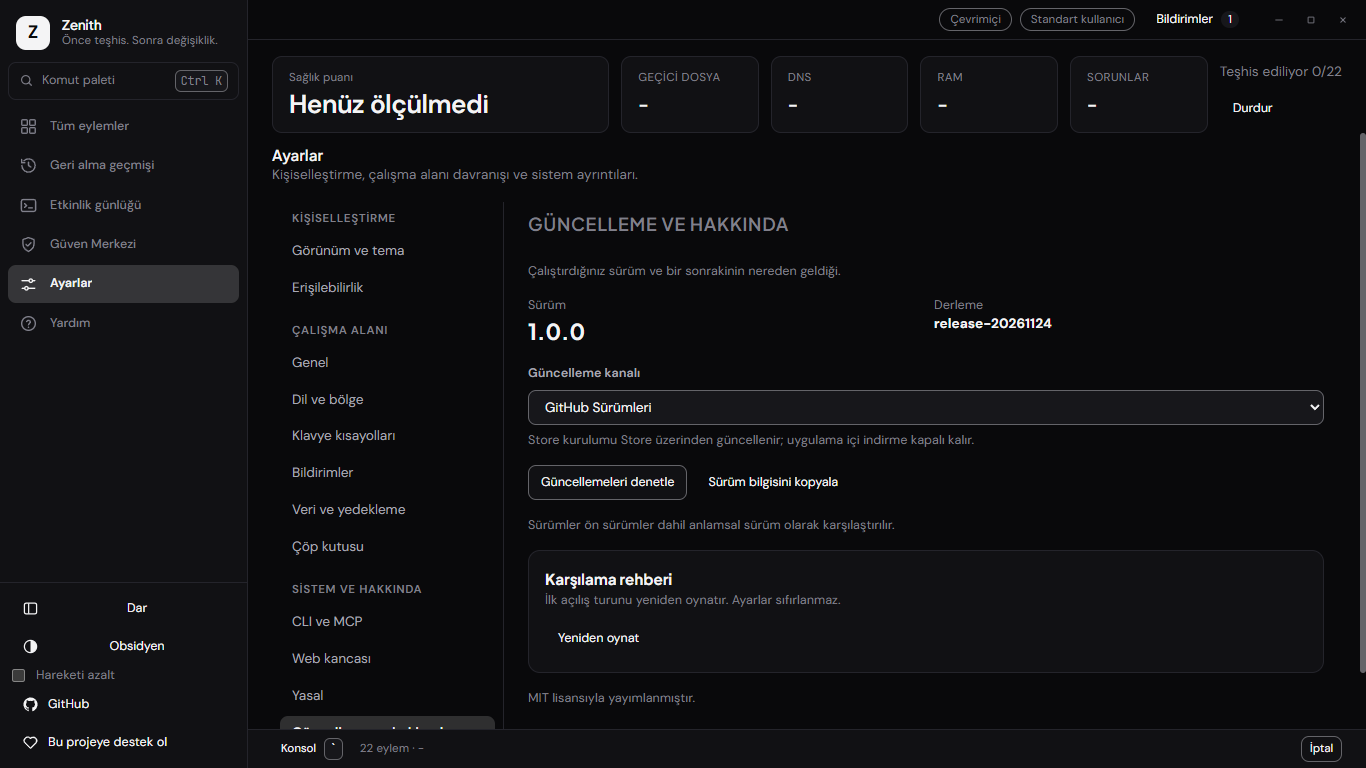 Z
Zenith
Önce teşhis. Sonra değişiklik.
Komut paleti
Ctrl K
Tüm eylemler
Geri alma geçmişi
Etkinlik günlüğü
Güven Merkezi
Ayarlar
Yardım
Dar
Obsidyen
Hareketi azalt
GitHub
Bu projeye destek ol
Çevrimiçi
Standart kullanıcı
Bildirimler 1
Sağlık puanı
Henüz ölçülmedi
GEÇİCİ DOSYA
–
DNS
–
RAM
–
SORUNLAR
–
Teşhis ediliyor 0/22
Durdur
Ayarlar
Kişiselleştirme, çalışma alanı davranışı ve sistem ayrıntıları.
KİŞİSELLEŞTİRME
Görünüm ve tema
Erişilebilirlik
ÇALIŞMA ALANI
Genel
Dil ve bölge
Klavye kısayolları
Bildirimler
Veri ve yedekleme
Çöp kutusu
SİSTEM VE HAKKINDA
CLI ve MCP
Web kancası
Yasal
GÜNCELLEME VE HAKKINDA
Çalıştırdığınız sürüm ve bir sonrakinin nereden geldiği.
Sürüm
1.0.0
Derleme
release-20261124
Güncelleme kanalı
GitHub Sürümleri
Store kurulumu Store üzerinden güncellenir; uygulama içi indirme kapalı kalır.
Güncellemeleri denetle
Sürüm bilgisini kopyala
Sürümler ön sürümler dahil anlamsal sürüm olarak karşılaştırılır.
Karşılama rehberi
İlk açılış turunu yeniden oynatır. Ayarlar sıfırlanmaz.
Yeniden oynat
MIT lisansıyla yayımlanmıştır.
Konsol `
22 eylem · –
İptal